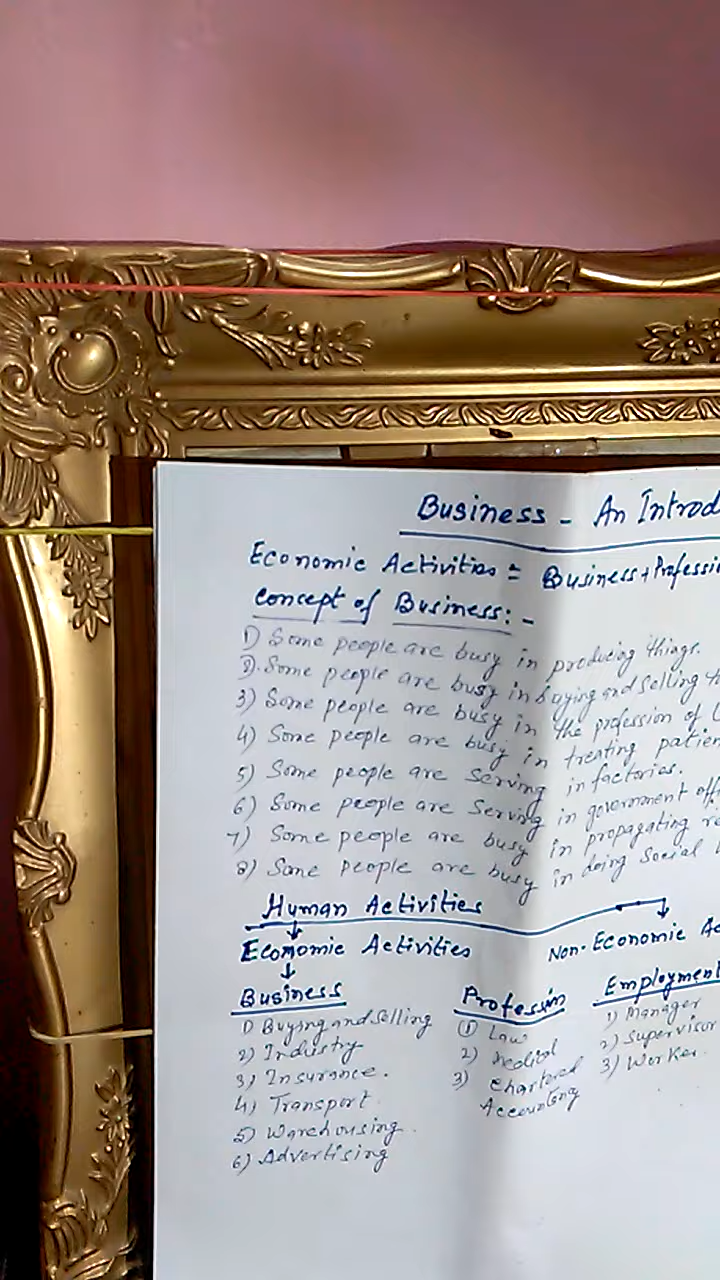 Business - An Introd
Economic Activities = Business + Professi
Concept of Business: -
1) Some people are busy in producing things.
2). Some people are busy in buying and selling t
3) Some people are busy in the profession of
4) Some people are busy in treating patien
5) Some people are serving in factories.
6) Some people are serving in government off
7) Some people are busy in propagating re
8) Some people are busy in doing social
Human Activities
Economic Activities Non-Economic Ac
Business Professin Employment
1) Buying and selling 1) Law 1) Manager
2) Industry 2) Medical 2) Supervisor
3) Insurance. 3) Chartered 3) Worker.
4) Transport. Accounting
5) Warehousing.
6) Advertising